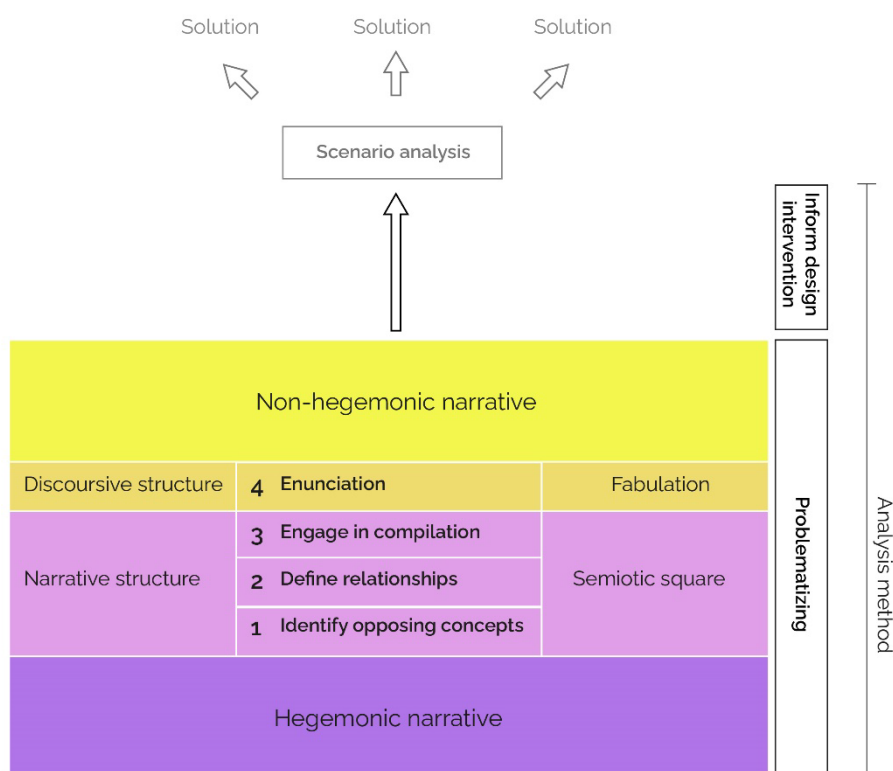 Solution
Solution
Solution
Scenario analysis
Inform design
intervention
Non-hegemonic narrative
Discoursive structure
4 Enunciation
Fabulation
Narrative structure
3 Engage in compilation
2 Define relationships
1 Identify opposing concepts
Semiotic square
Hegemonic narrative
Problematizing
Analysis method